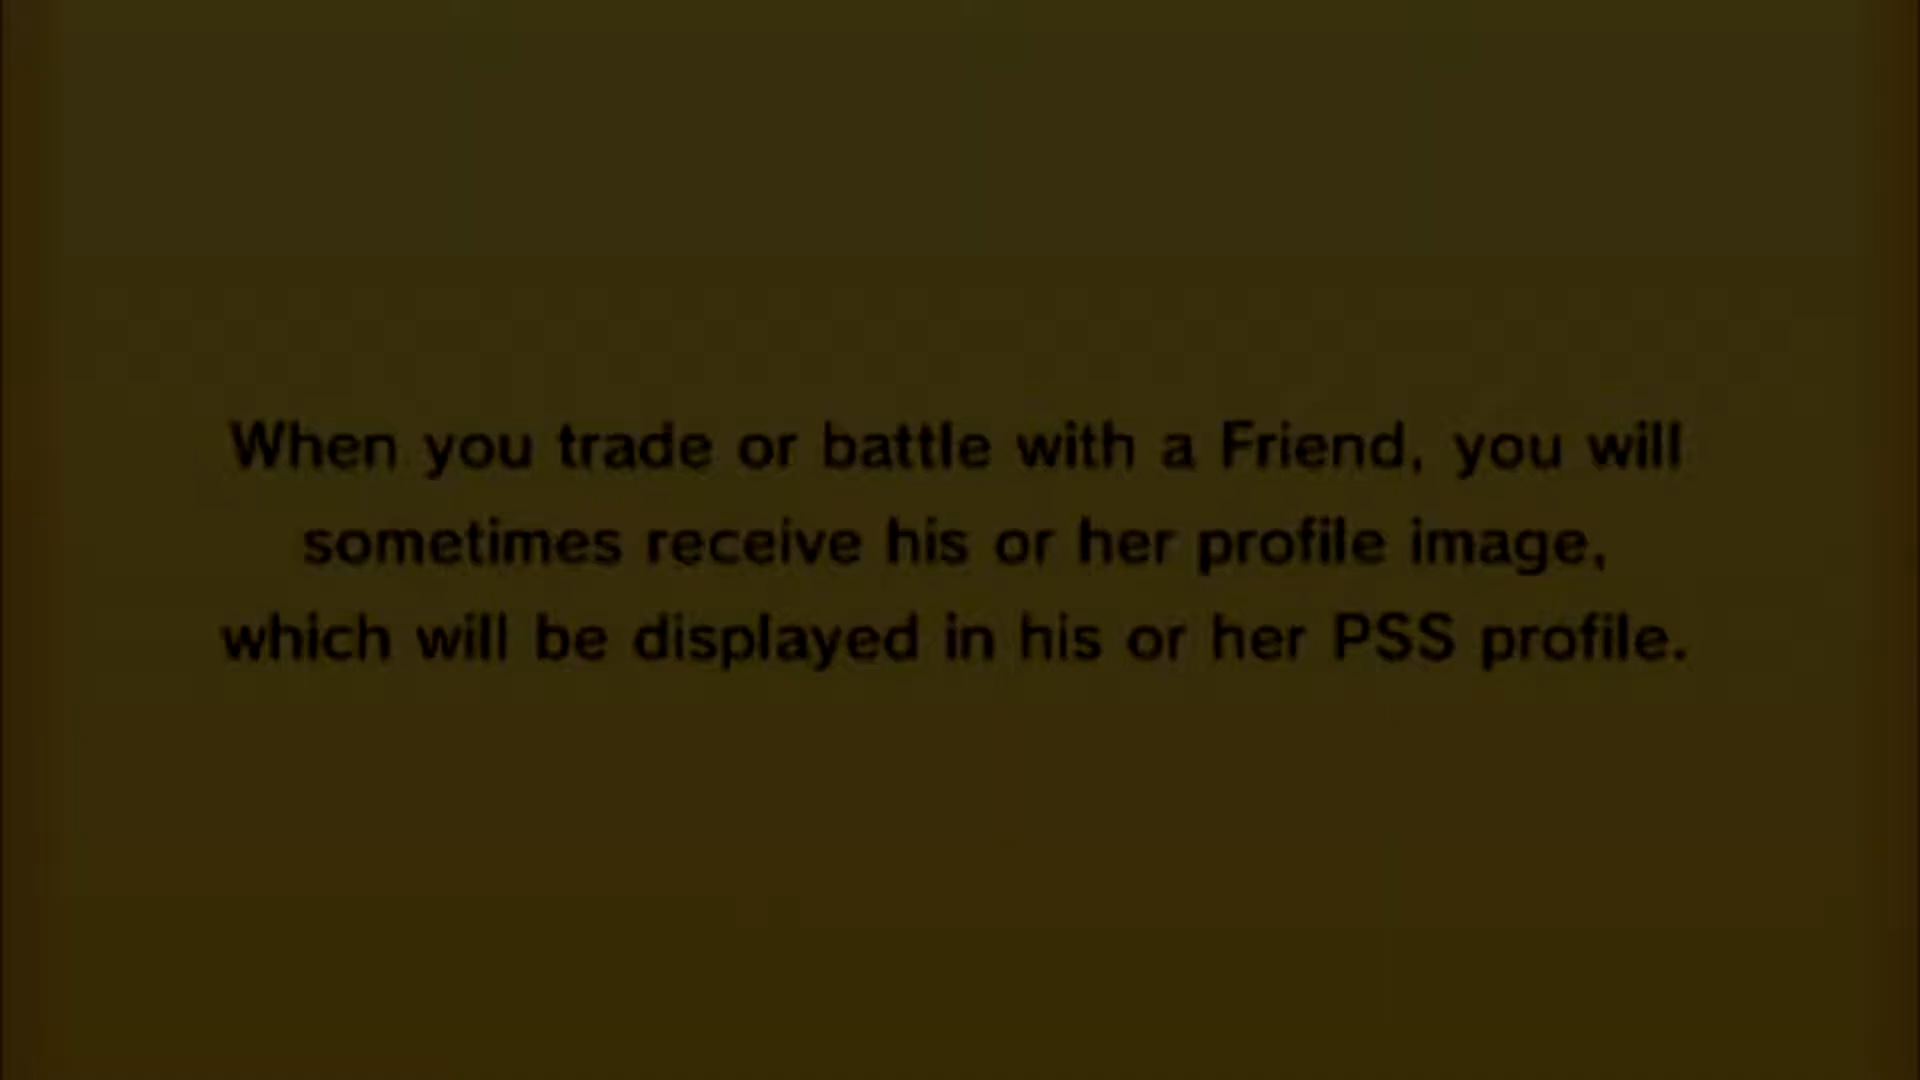 When you trade or battle with a Friend, you will
sometimes receive his or her profile image,
which will be displayed in his or her PSS profile.